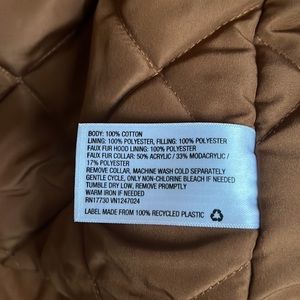 BODY: 100% COTTON
LINING: 100% POLYESTER, FILLING: 100% POLYESTER
FAUX FUR HOOD LINING: 100% POLYESTER
FAUX FUR COLLAR: 50% ACRYLIC / 33% MODACRYLIC /
17% POLYESTER
REMOVE COLLAR, MACHINE WASH COLD SEPARATELY
GENTLE CYCLE, ONLY NON-CHLORINE BLEACH IF NEEDED
TUMBLE DRY LOW, REMOVE PROMPTLY
WARM IRON IF NEEDED
RN17730 VN1247024
LABEL MADE FROM 100% RECYCLED PLASTIC